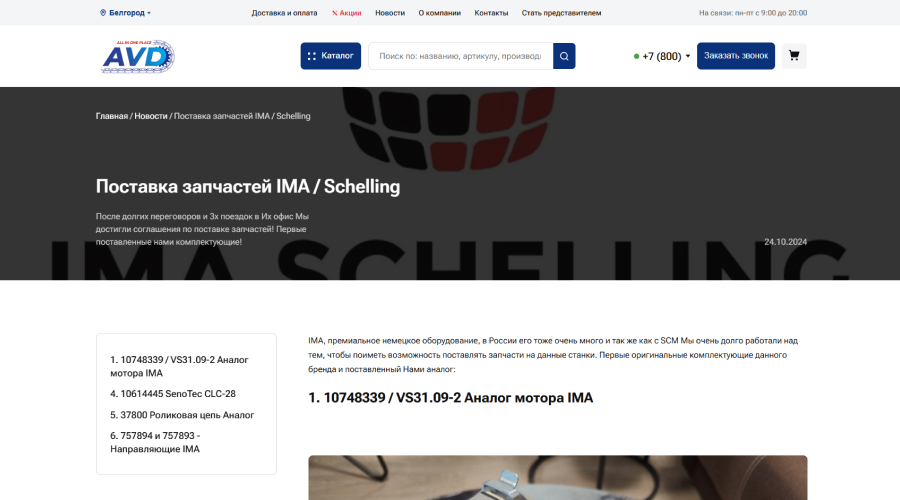 Белгород
Доставка и оплата
Акции
Новости
О компании
Контакты
Стать представителем
На связи: пн-пт с 9:00 до 20:00
ALL IN ONE PLACE
AVD
Каталог
Поиск по: названию, артикулу, производи
+7 (800)
Заказать звонок
Главная / Новости / Поставка запчастей IMA / Schelling
Поставка запчастей IMA / Schelling
После долгих переговоров и 3х поездок в Их офис Мы
достигли соглашения по поставке запчастей! Первые
поставленные нами комплектующие!
24.10.2024
IMA SCHELLING
1. 10748339 / VS31.09-2 Аналог
мотора IMA
4. 10614445 SenoTec CLC-28
5. 37800 Роликовая цепь Аналог
6. 757894 и 757893 -
Направляющие IMA
IMA, премиальное немецкое оборудование, в России его тоже очень много и так же как с SCM Мы очень долго работали над
тем, чтобы поиметь возможность поставлять запчасти на данные станки. Первые оригинальные комплектующие данного
бренда и поставленный Нами аналог:
1. 10748339 / VS31.09-2 Аналог мотора IMA